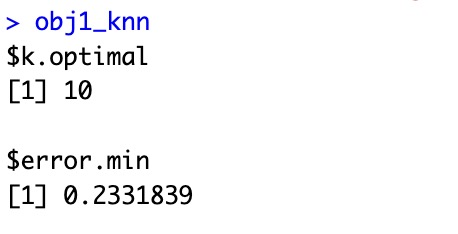 > obj1_knn
$k.optimal
[1] 10
$error.min
[1] 0.2331839